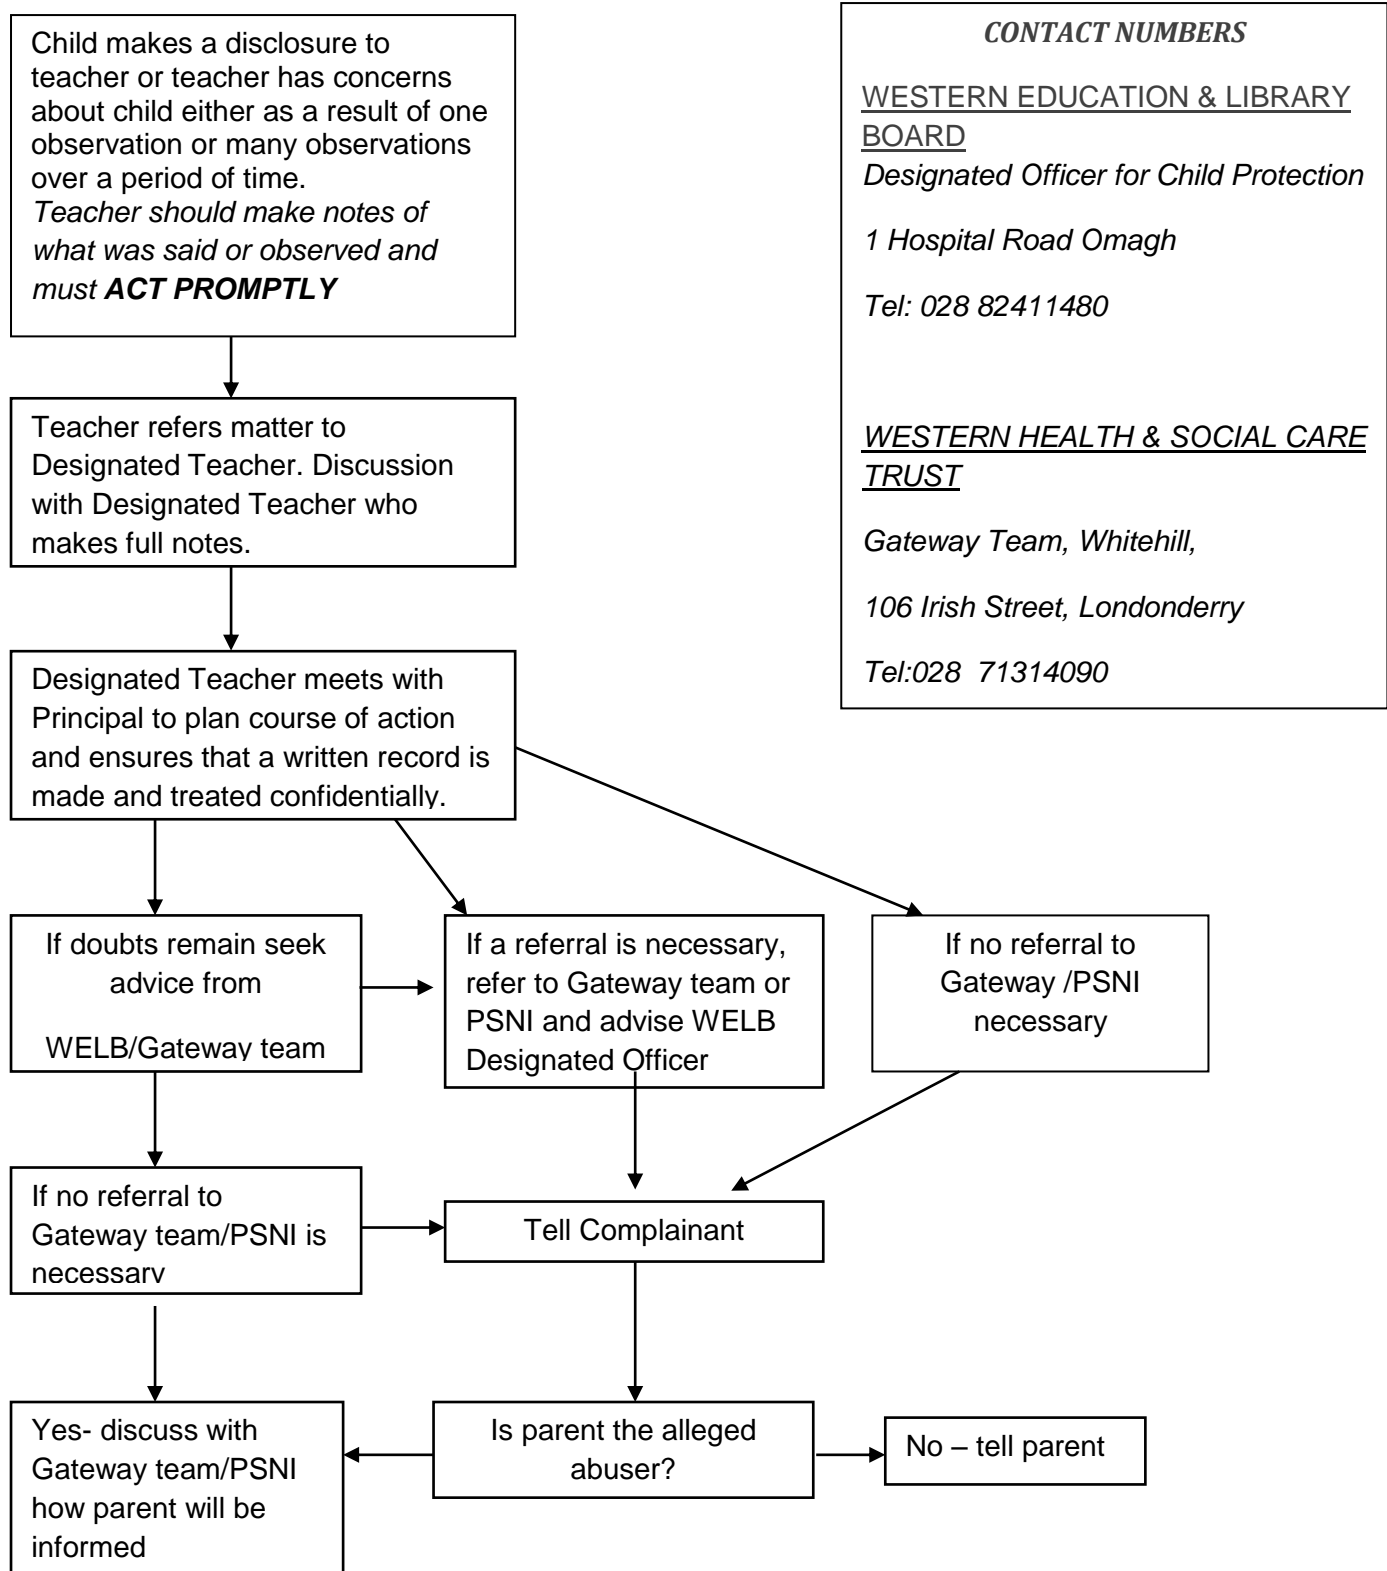 Child makes a disclosure to
teacher or teacher has concerns
about child either as a result of one
observation or many observations
over a period of time.
Teacher should make notes of
what was said or observed and
must ACT PROMPTLY
CONTACT NUMBERS
WESTERN EDUCATION & LIBRARY
BOARD
Designated Officer for Child Protection
1 Hospital Road Omagh
Tel: 028 82411480
WESTERN HEALTH & SOCIAL CARE
TRUST
Gateway Team, Whitehill,
106 Irish Street, Londonderry
Tel:028  71314090
Teacher refers matter to
Designated Teacher. Discussion
with Designated Teacher who
makes full notes.
Designated Teacher meets with
Principal to plan course of action
and ensures that a written record is
made and treated confidentially.
If doubts remain seek
advice from
WELB/Gateway team
If a referral is necessary,
refer to Gateway team or
PSNI and advise WELB
Designated Officer
If no referral to
Gateway /PSNI
necessary
If no referral to
Gateway team/PSNI is
necessary
Tell Complainant
Yes- discuss with
Gateway team/PSNI
how parent will be
informed
Is parent the alleged
abuser?
No – tell parent